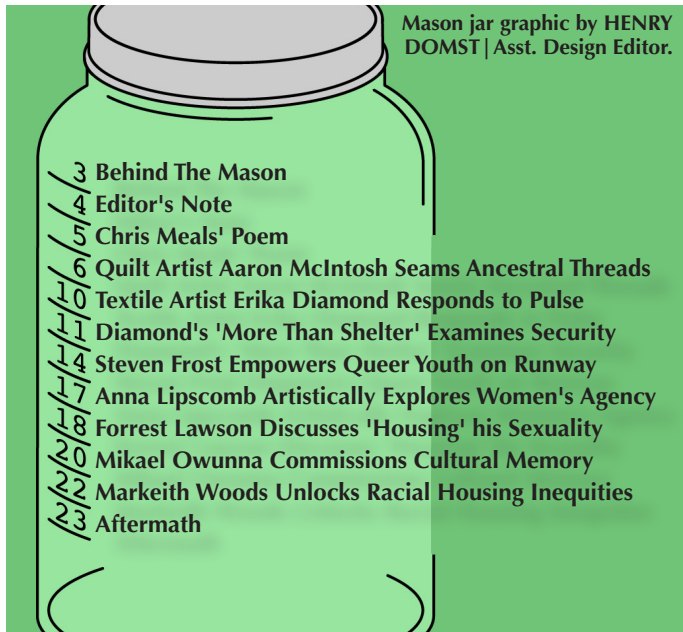 Mason jar graphic by HENRY
DOMST | Asst. Design Editor.
3 Behind The Mason
4 Editor's Note
5 Chris Meals' Poem
6 Quilt Artist Aaron McIntosh Seams Ancestral Threads
10 Textile Artist Erika Diamond Responds to Pulse
11 Diamond's 'More Than Shelter' Examines Security
14 Steven Frost Empowers Queer Youth on Runway
17 Anna Lipscomb Artistically Explores Women's Agency
18 Forrest Lawson Discusses 'Housing' his Sexuality
20 Mikael Owunna Commissions Cultural Memory
22 Markeith Woods Unlocks Racial Housing Inequities
23 Aftermath